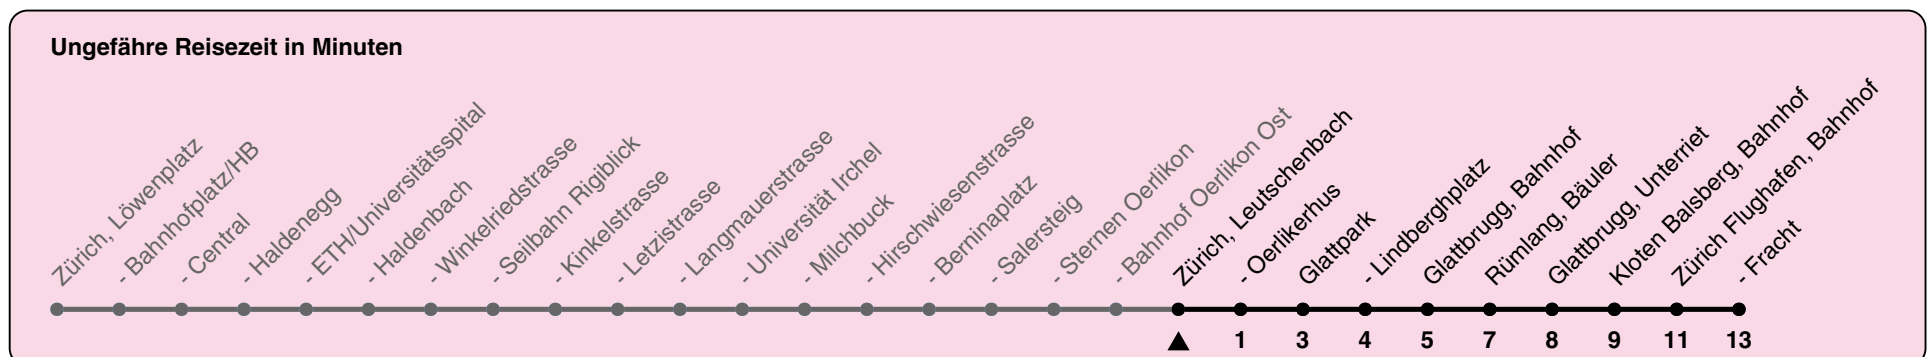 Ungefähre Reisezeit in Minuten
Zürich, Löwenplatz
- Bahnhofplatz/HB
- Central
- Haldenegg
- ETH/Universitätsspital
- Haldenbach
- Winkelriedstrasse
- Seilbahn Rigiblick
- Kinkelstrasse
- Letzistrasse
- Langmauerstrasse
- Universität Irchel
- Milchbuck
- Hirschwiesenstrasse
- Berninaplatz
- Salersteig
- Sternen Oerlikon
- Bahnhof Oerlikon Ost
Zürich, Leutschenbach
- Oerlikerhus
Glattpark
- Lindberghplatz
Glattbrugg, Bahnhof
Rümlang, Bäuler
Glattbrugg, Unterriet
Kloten Balsberg, Bahnhof
Zürich Flughafen, Bahnhof
- Fracht
1 3 4 5 7 8 9 11 13